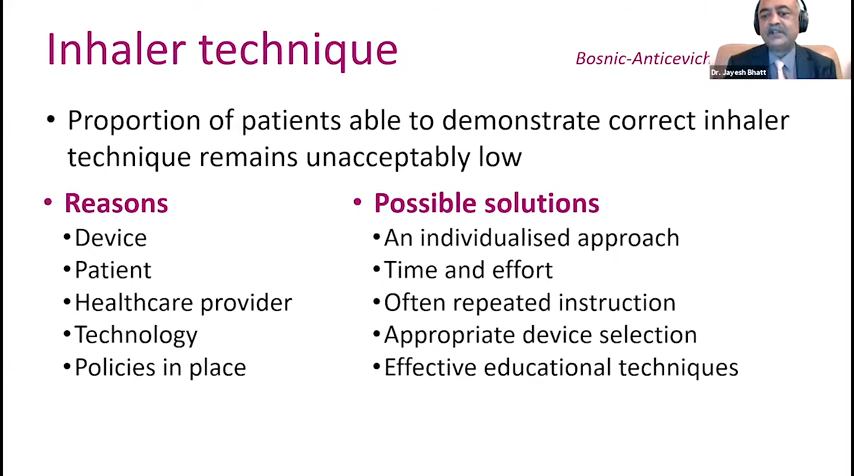 Inhaler technique
Bosnic-Anticevich
Dr. Jayesh Bhatt
• Proportion of patients able to demonstrate correct inhaler
technique remains unacceptably low
• Reasons
• Device
• Patient
• Healthcare provider
• Technology
• Policies in place
• Possible solutions
• An individualised approach
• Time and effort
• Often repeated instruction
• Appropriate device selection
• Effective educational techniques